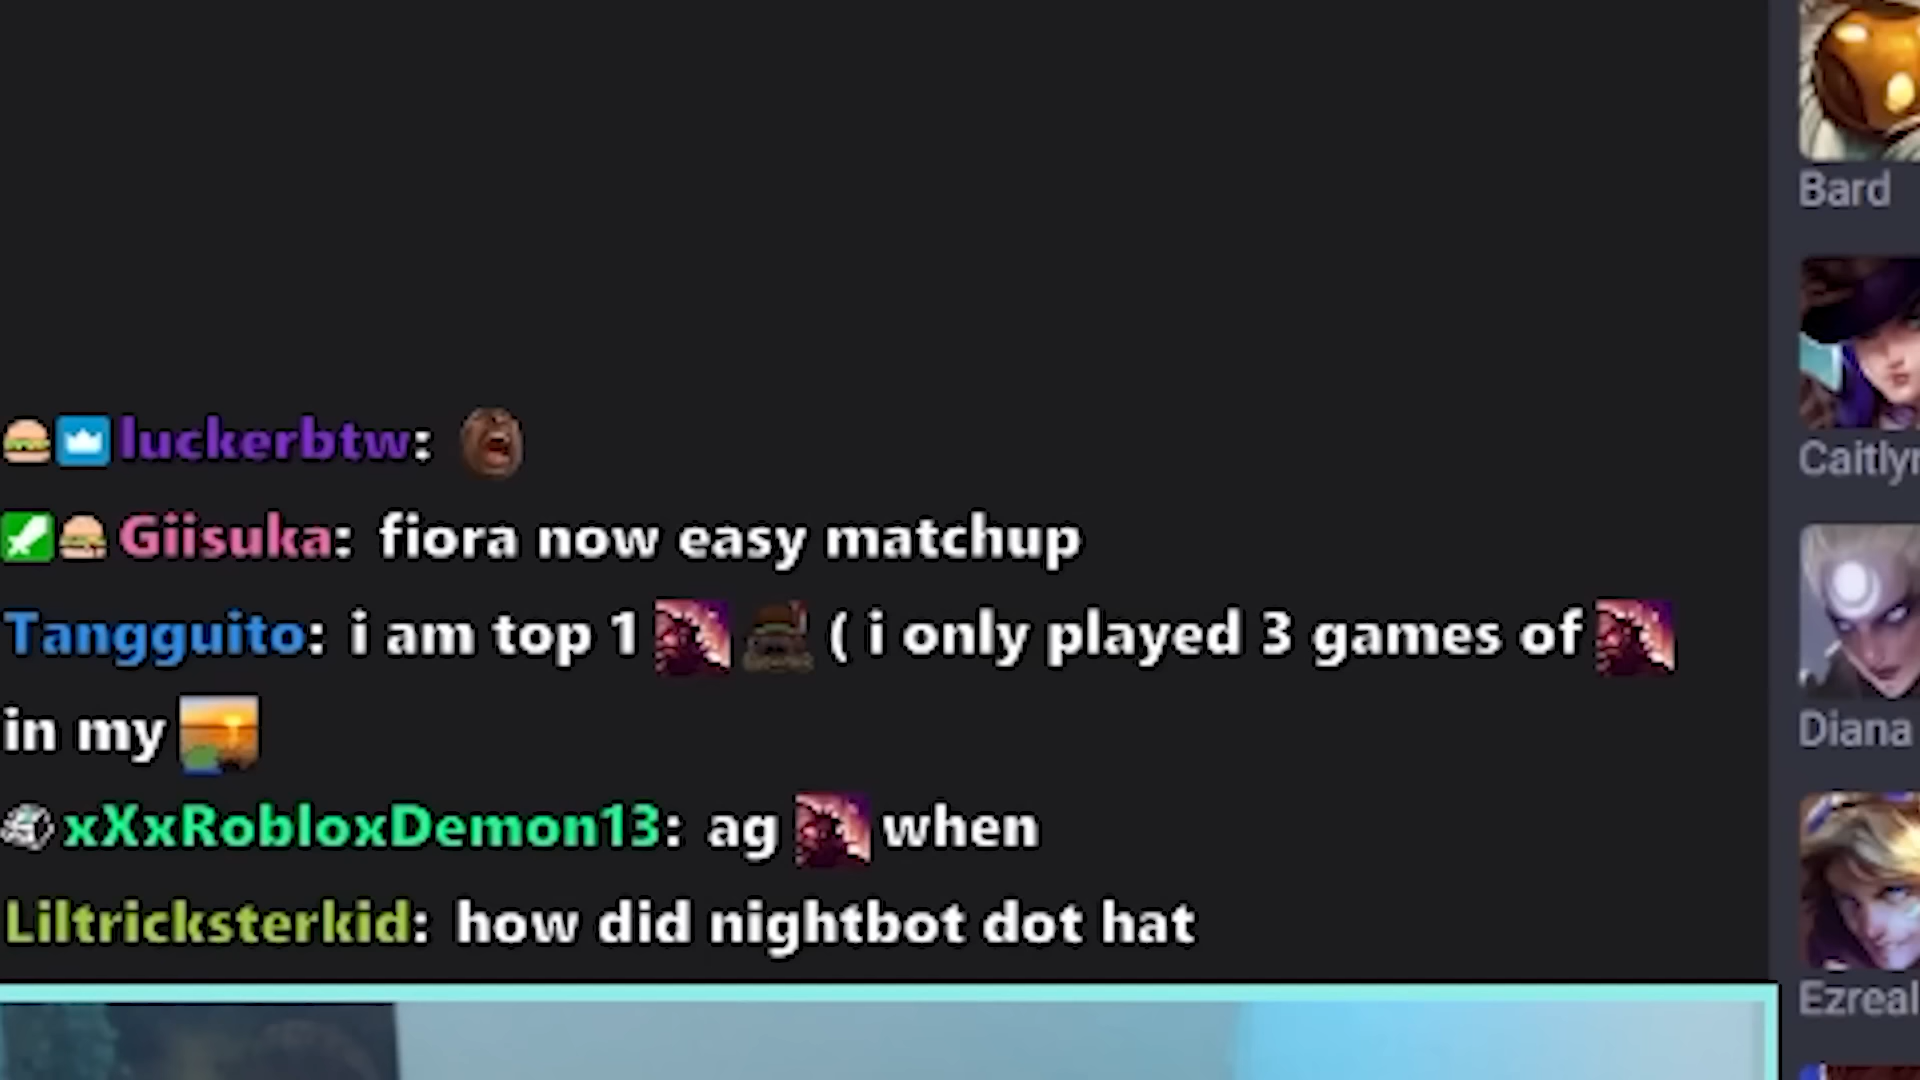 luckerbtw:
Giisuka: fiora now easy matchup
Tangguito: i am top 1 ( i only played 3 games of
in my
xXxRobloxDemon13: ag when
Liltricksterkid: how did nightbot dot hat
Bard
Caitlyn
Diana
Ezreal